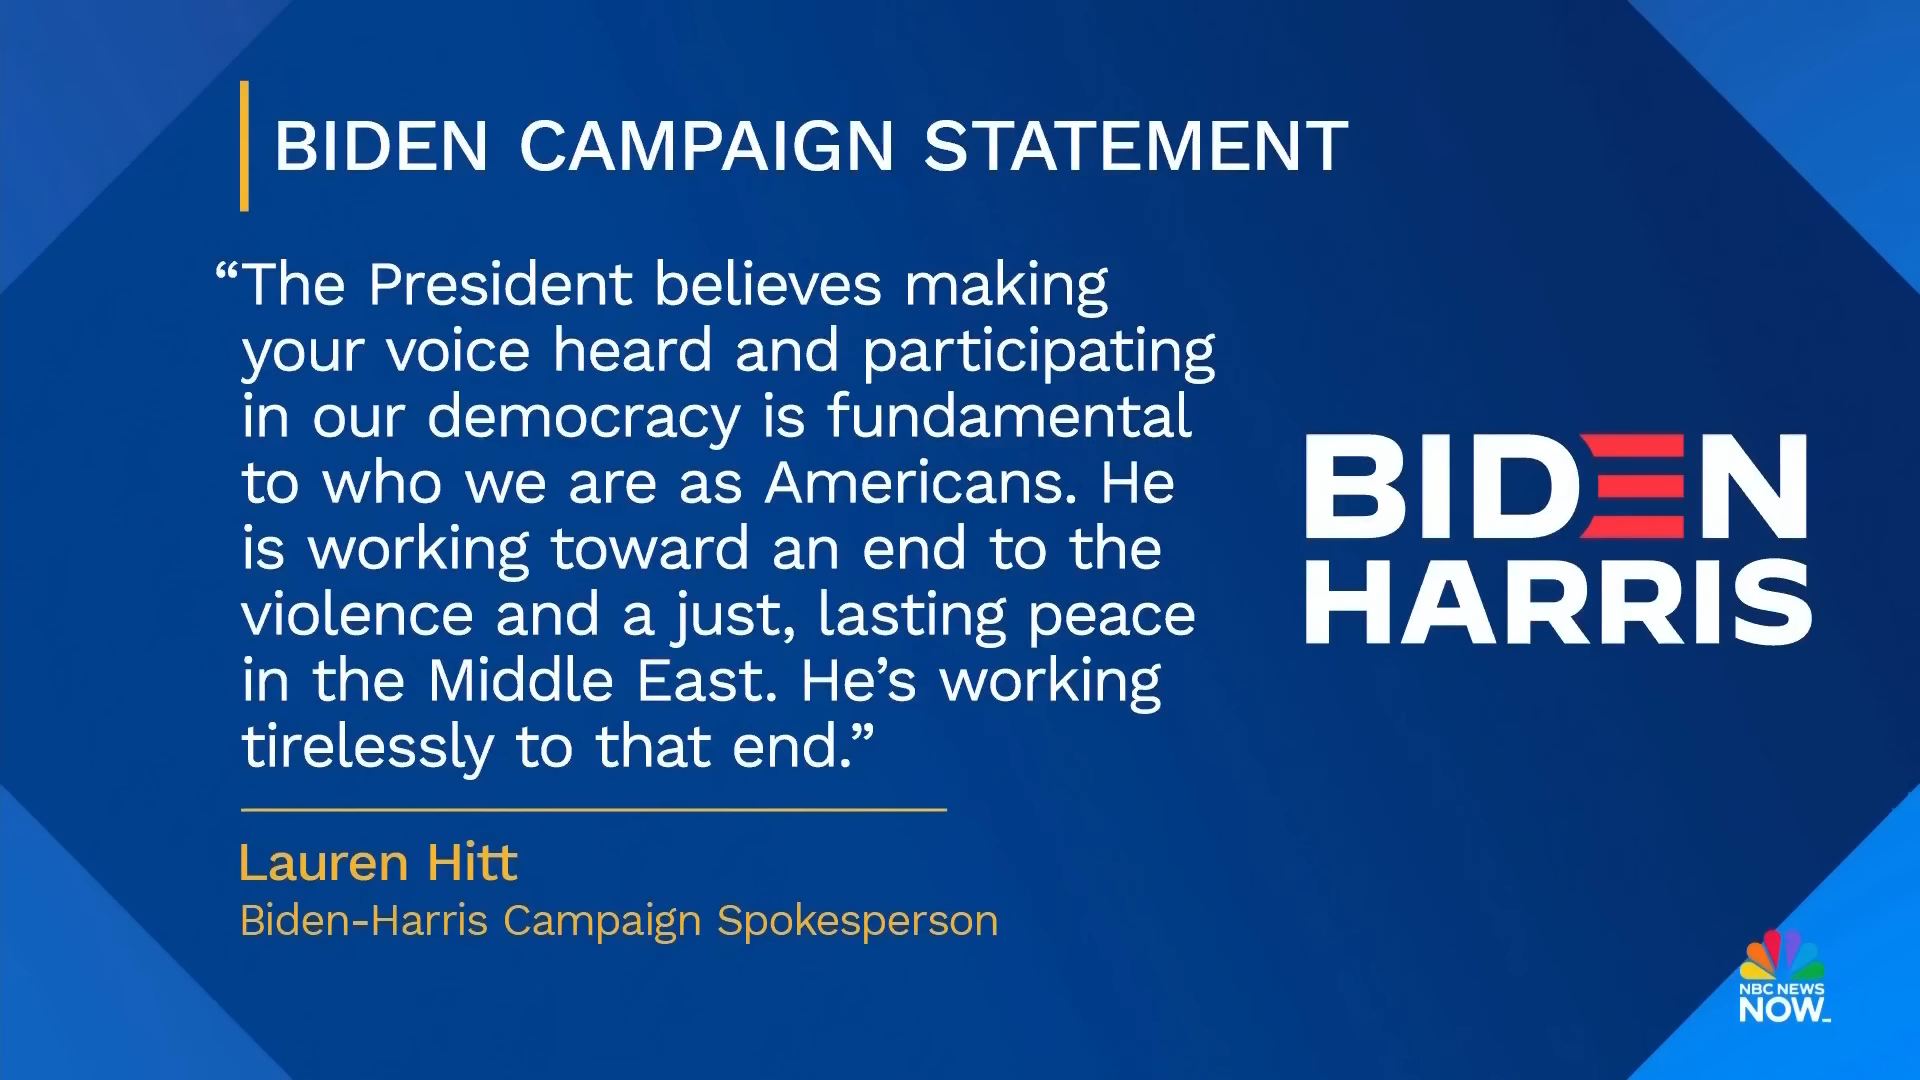 BIDEN CAMPAIGN STATEMENT
“The President believes making
your voice heard and participating
in our democracy is fundamental
to who we are as Americans. He
is working toward an end to the
violence and a just, lasting peace
in the Middle East. He’s working
tirelessly to that end.”
Lauren Hitt
Biden-Harris Campaign Spokesperson
BIDEN
HARRIS
NBC NEWS
NOW